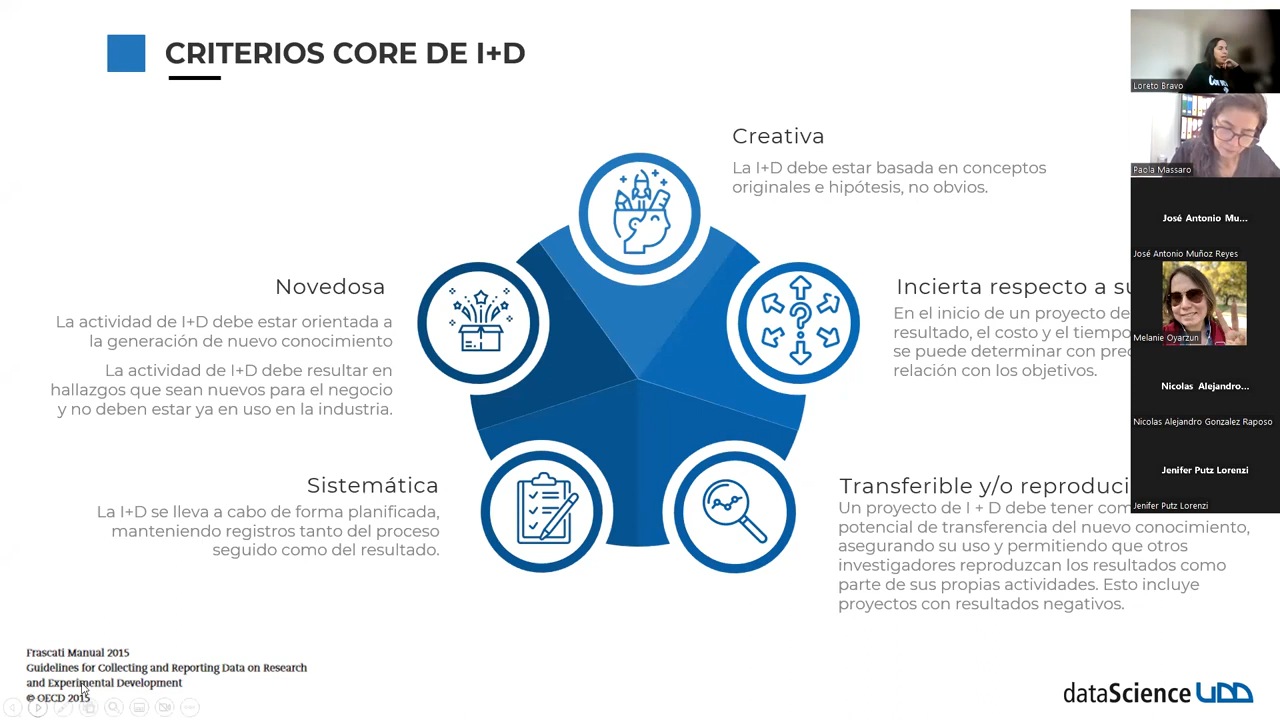 CRITERIOS CORE DE I+D
Creativa
La I+D debe estar basada en conceptos
originales e hipótesis, no obvios.
Novedosa
La actividad de I+D debe estar orientada a
la generación de nuevo conocimiento
La actividad de I+D debe resultar en
hallazgos que sean nuevos para el negocio
y no deben estar ya en uso en la industria.
Incierta respecto a su
En el inicio de un proyecto de
resultado, el costo y el tiempo
se puede determinar con
relación con los objetivos.
Sistemática
La I+D se lleva a cabo de forma planificada,
manteniendo registros tanto del proceso
seguido como del resultado.
Transferible y/o
Un proyecto de I + D debe tener
potencial de transferencia del nuevo conocimiento,
asegurando su uso y permitiendo que otros
investigadores reproduzcan los resultados como
parte de sus propias actividades. Esto incluye
proyectos con resultados negativos.
Frascati Manual 2015
Guidelines for Collecting and Reporting Data on Research
and Experimental Development
© OECD 2015
dataScience UDD
Loreto Bravo
Paola Massaro
José Antonio Mu...
José Antonio Muñoz Reyes
Melanie Oyarzun
Nicolas Alejandro...
Nicolas Alejandro Gonzalez Raposo
Jenifer Putz Lorenzi
Jenifer Putz Lorenzi